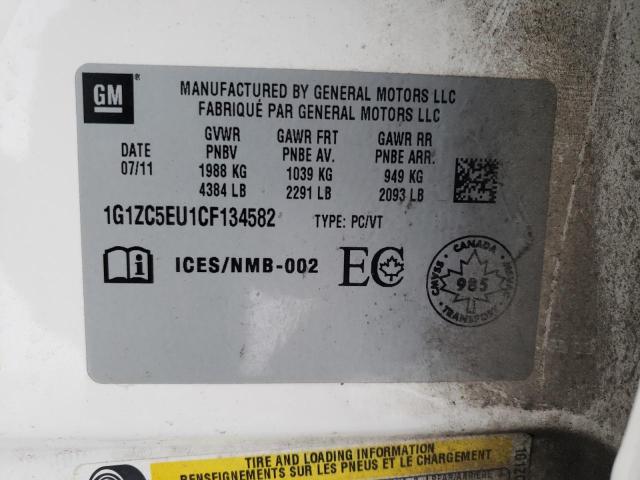 GM
MANUFACTURED BY GENERAL MOTORS LLC
FABRIQUÉ PAR GENERAL MOTORS LLC
DATE
07/11
GVWR
PNBV
1988 KG
4384 LB
GAWR FRT
PNBE AV.
1039 KG
2291 LB
GAWR RR
PNBE ARR.
949 KG
2093 LB
1G1ZC5EU1CF134582 TYPE: PC/VT
i ICES/NMB-002 EC
CANADA
CMVSS
985
TRANSPORT
TIRE AND LOADING INFORMATION
RENSEIGNEMENTS SUR LES PNEUS ET LE CHARGEMENT